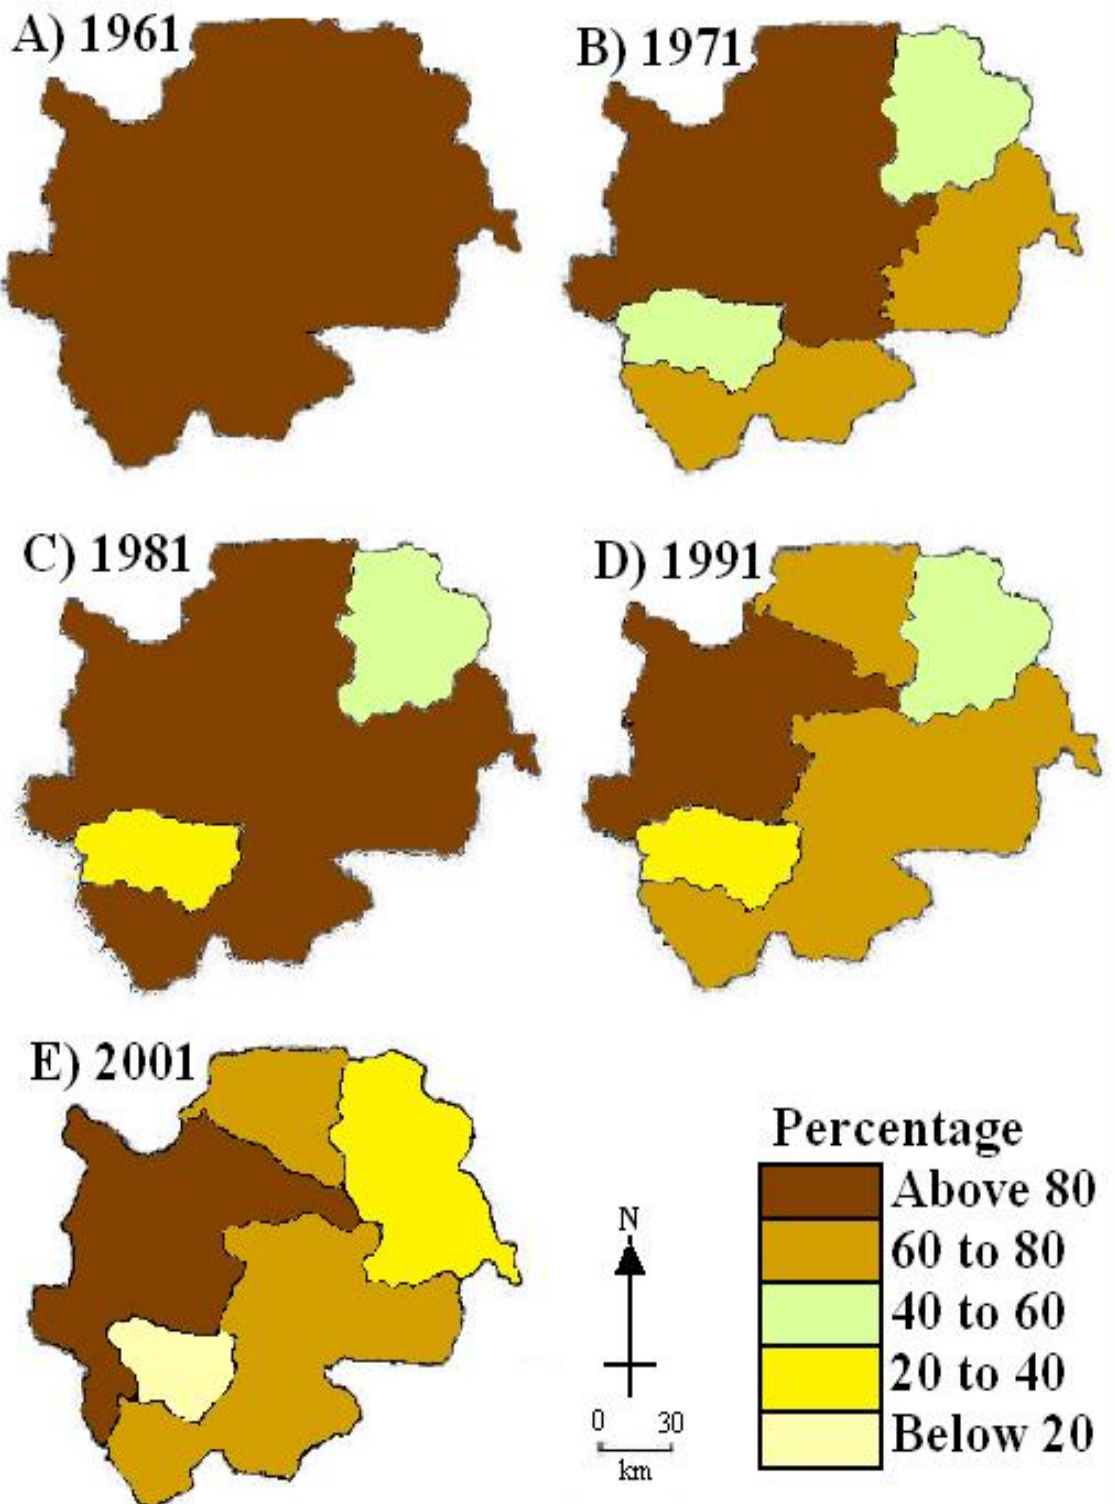 A) 1961
B) 1971
C) 1981
D) 1991
E) 2001
Percentage
Above 80
60 to 80
40 to 60
20 to 40
Below 20
N
0 30
km